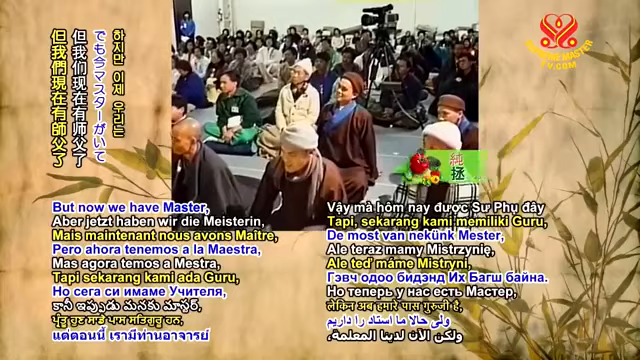 하지만 이제 우리는
でも今マスターがいて
但我们现在有师父了
但我們現在有師父了
SUPREME MASTER
TV.COM
純
拯
But now we have Master,
Aber jetzt haben wir die Meisterin,
Mais maintenant nous avons Maître,
Pero ahora tenemos a la Maestra,
Mas agora temos a Mestra,
Tapi sekarang kami ada Guru,
Но сега си имаме Учителя,
కానీ ఇప్పుడు మనకు మాస్టర్,
ਪ੍ਰੰਤੂ ਹੁਣ ਸਾਡੇ ਪਾਸ ਸਤਿਗੁਰੂ ਹਨ,
แต่ตอนนี้ เรามีท่านอาจารย์
Vậy mà hôm nay được Sư Phụ đây
Tapi, sekarang kami memiliki Guru,
De most van nekünk Mester,
Ale teraz mamy Mistrzynię,
Ale teď máme Mistryni,
Гэвч одоо бидэнд Их Багш байна.
Но теперь у нас есть Мастер,
लेकिन अब हमारे पास गुरुजी है,
ولی حالا ما استاد را داریم
ولكن الآن لدينا المعلمة،